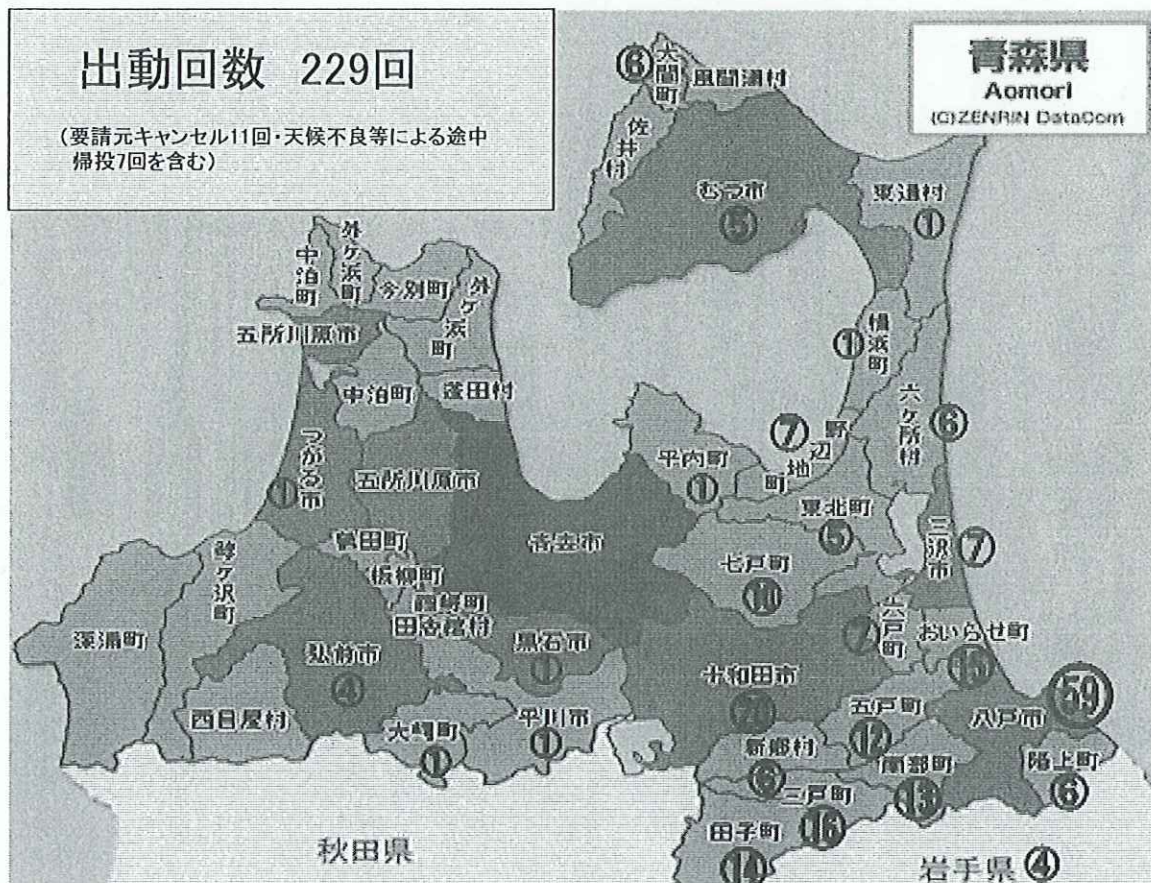 出動回数 229回
(要請元キャンセル11回・天候不良等による途中
帰投7回を含む)
青森県
Aomori
(C)ZENRIN DataCom
⑥
大間町
風間浦村
佐井村
むつ市
⑤
東通村
①
外ヶ浜町
中泊町
今別町
外ヶ浜町
五所川原市
中泊町
蓬田村
横浜町
①
六ヶ所村
⑥
野辺地町
⑦
平内町
①
つがる市
①
五所川原市
東北町
⑤
三沢市
⑦
青森市
鶴田町
七戸町
⑩
鰺ヶ沢町
板柳町
藤崎町
田舎館村
六戸町
⑦
おいらせ町
⑮
深浦町
弘前市
④
黒石市
①
十和田市
⑳
五戸町
⑫
八戸市
59
西目屋村
大鰐町
①
平川市
①
新郷村
⑥
南部町
⑬
階上町
⑥
三戸町
⑯
田子町
⑭
秋田県
岩手県④